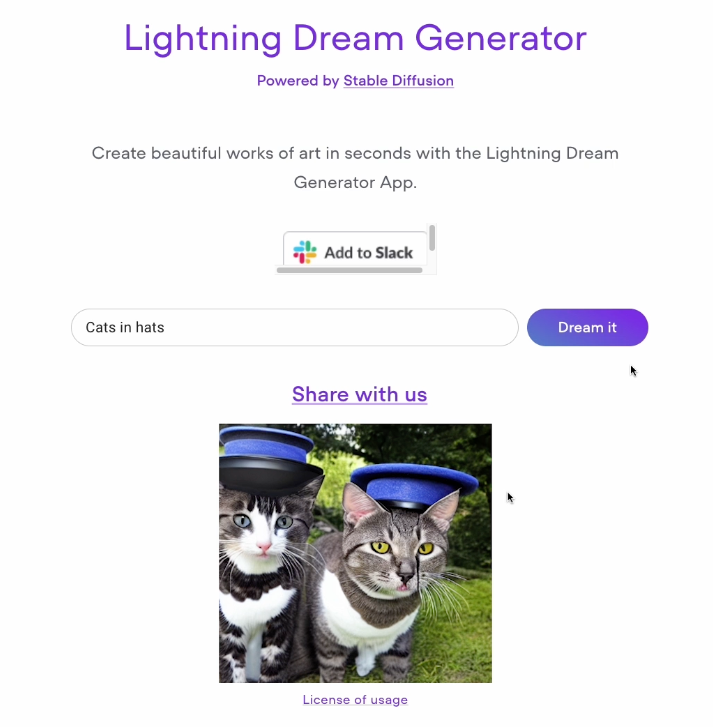 Lightning Dream Generator
Powered by Stable Diffusion
Create beautiful works of art in seconds with the Lightning Dream
Generator App.
Add to Slack
Cats in hats
Dream it
Share with us
License of usage